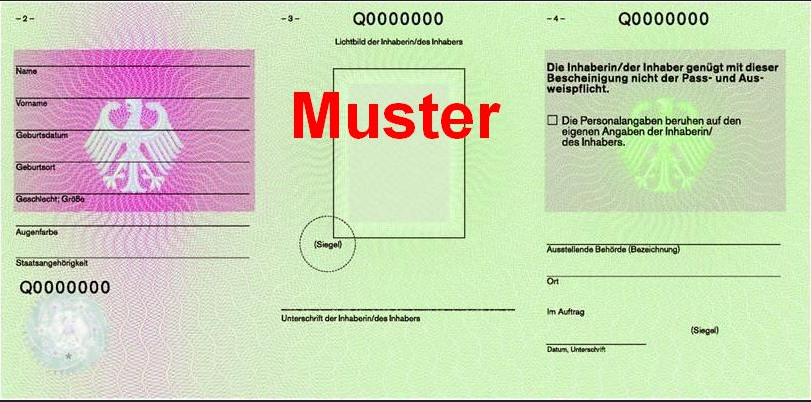 – 2 –
Name
Vorname
Geburtsdatum
Geburtsort
Geschlecht; Größe
Augenfarbe
Staatsangehörigkeit
Q0000000
– 3 –
Q0000000
Lichtbild der Inhaberin/des Inhabers
Muster
(Siegel)
Unterschrift der Inhaberin/des Inhabers
– 4 –
Q0000000
Die Inhaberin/der Inhaber genügt mit dieser
Bescheinigung nicht der Pass- und Aus-
weispflicht.
Die Personalangaben beruhen auf den
eigenen Angaben der Inhaberin/
des Inhabers.
Ausstellende Behörde (Bezeichnung)
Ort
Im Auftrag
(Siegel)
Datum, Unterschrift